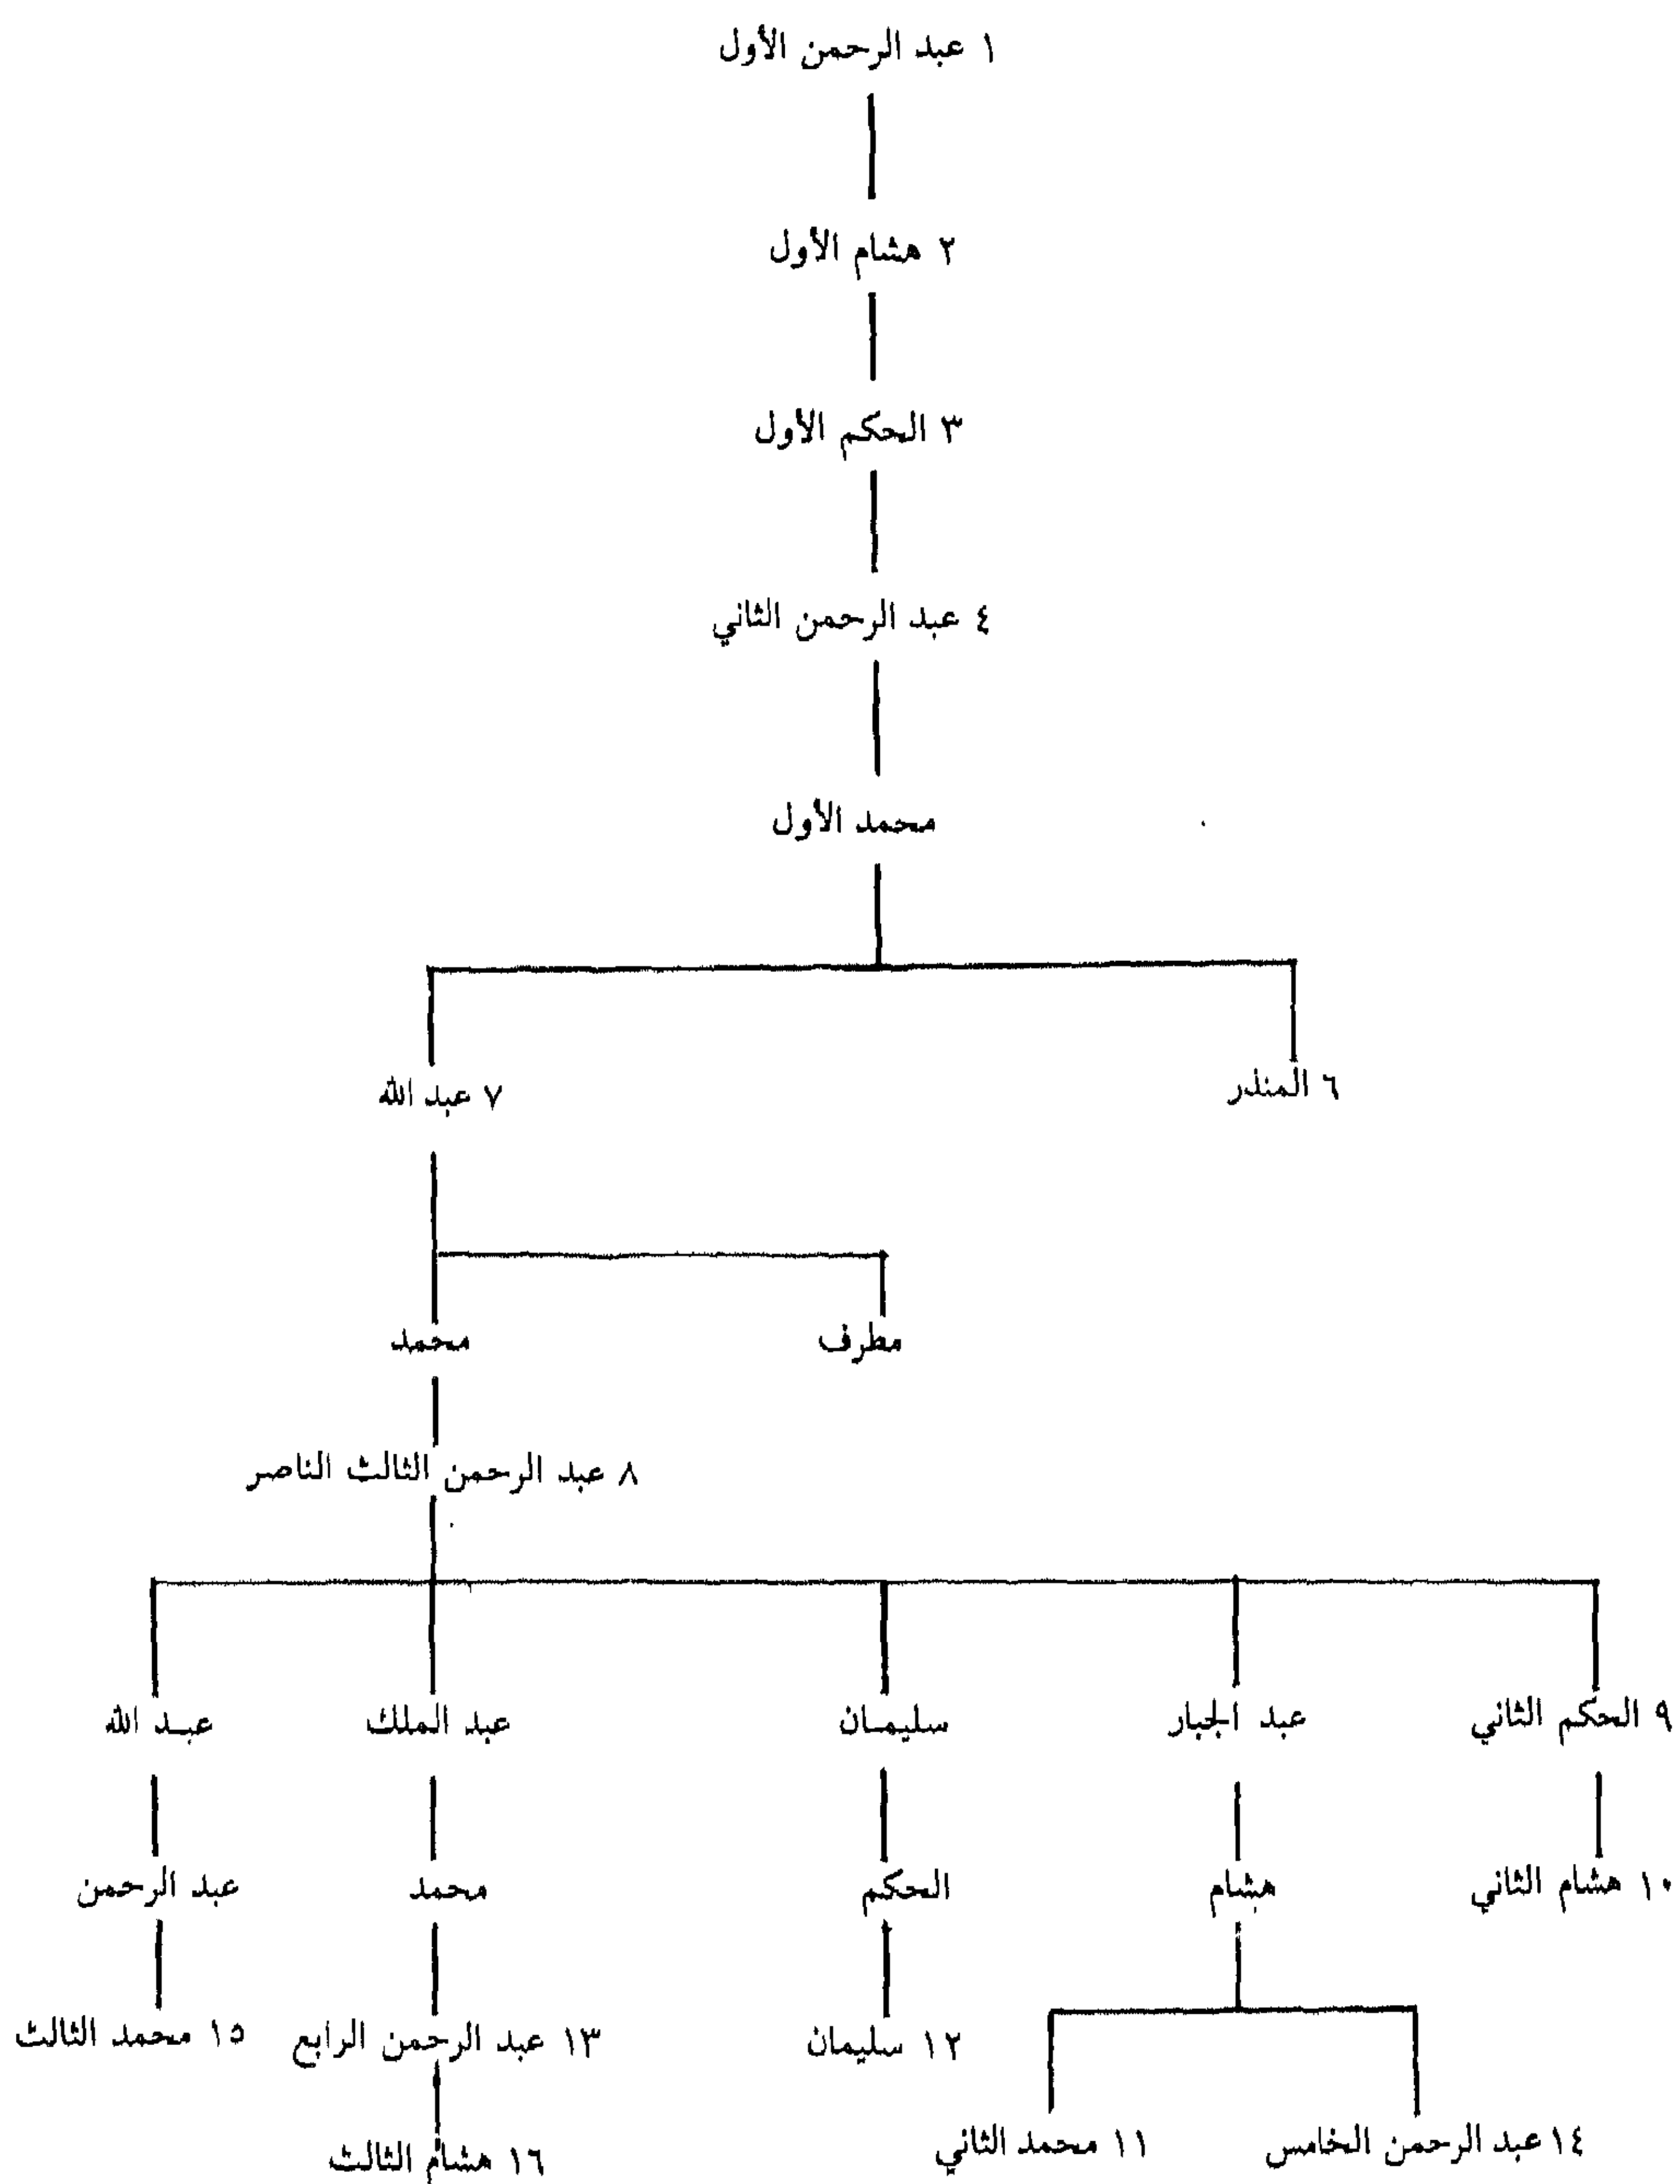 ١ عبد الرحمن الأول
٢ هشام الأول
٣ الحكم الأول
٤ عبد الرحمن الثاني
محمد الأول
٦ المنذر
٧ عبد الله
مطرف
محمد
٨ عبد الرحمن الثالث الناصر
٩ الحكم الثاني
عبد الجبار
سليمان
عبد الملك
عبد الله
١٠ هشام الثاني
هشام
الحكم
محمد
عبد الرحمن
١٢ سليمان
١٣ عبد الرحمن الرابع
١٥ محمد الثالث
١٤ عبد الرحمن الخامس
١١ محمد الثاني
١٦ هشام الثالث